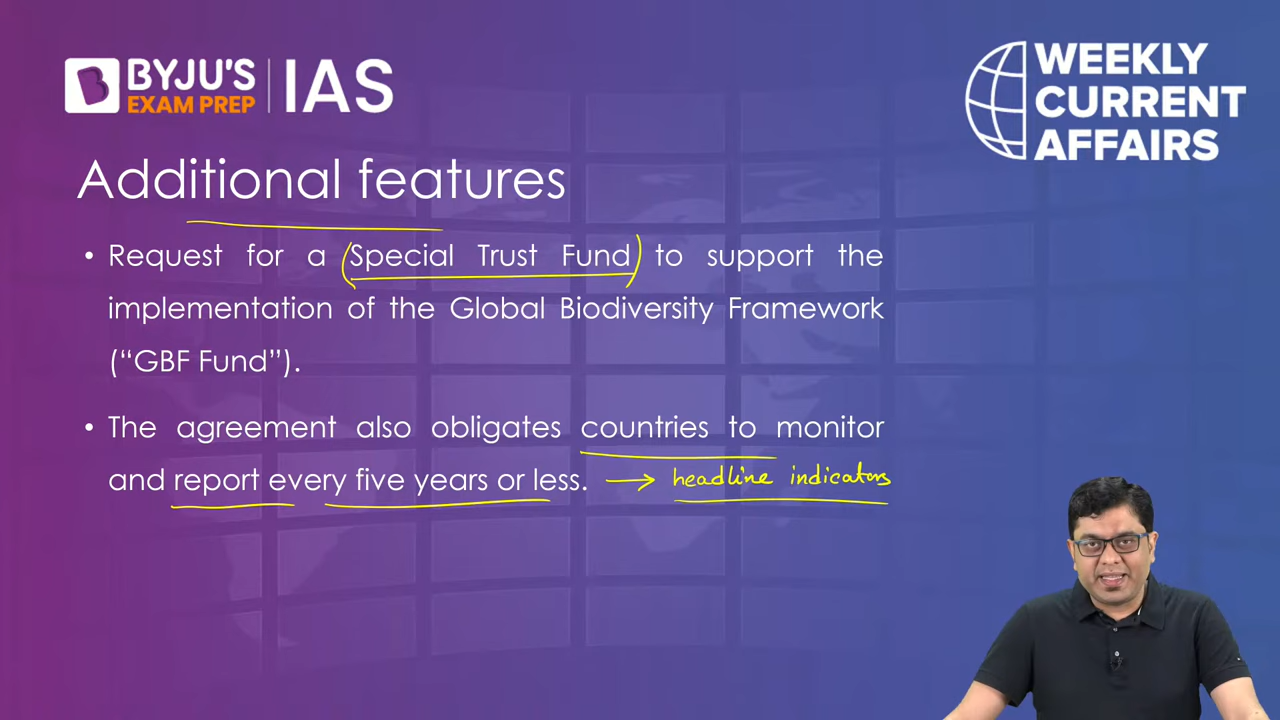 BYJU'S
EXAM PREP
IAS
WEEKLY
CURRENT
AFFAIRS
Additional features
• Request for a Special Trust Fund to support the
implementation of the Global Biodiversity Framework
(“GBF Fund”).
• The agreement also obligates countries to monitor
and report every five years or less. → headline indicators